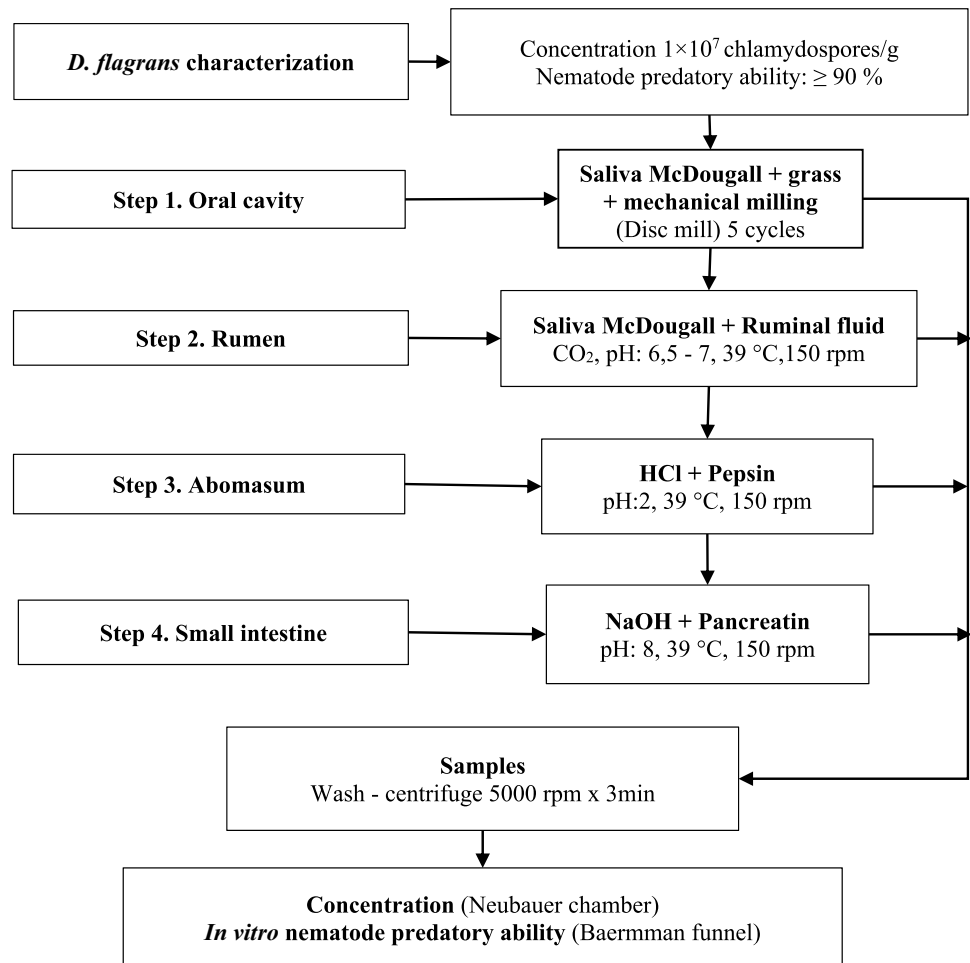 D. flagrans characterization
Concentration 1×10⁷ chlamydospores/g
Nematode predatory ability: ≥ 90 %
Step 1. Oral cavity
Saliva McDougall + grass
+ mechanical milling
(Disc mill) 5 cycles
Step 2. Rumen
Saliva McDougall + Ruminal fluid
CO₂, pH: 6,5 - 7, 39 °C,150 rpm
Step 3. Abomasum
HCl + Pepsin
pH:2, 39 °C, 150 rpm
Step 4. Small intestine
NaOH + Pancreatin
pH: 8, 39 °C, 150 rpm
Samples
Wash - centrifuge 5000 rpm x 3min
Concentration (Neubauer chamber)
In vitro nematode predatory ability (Baermman funnel)